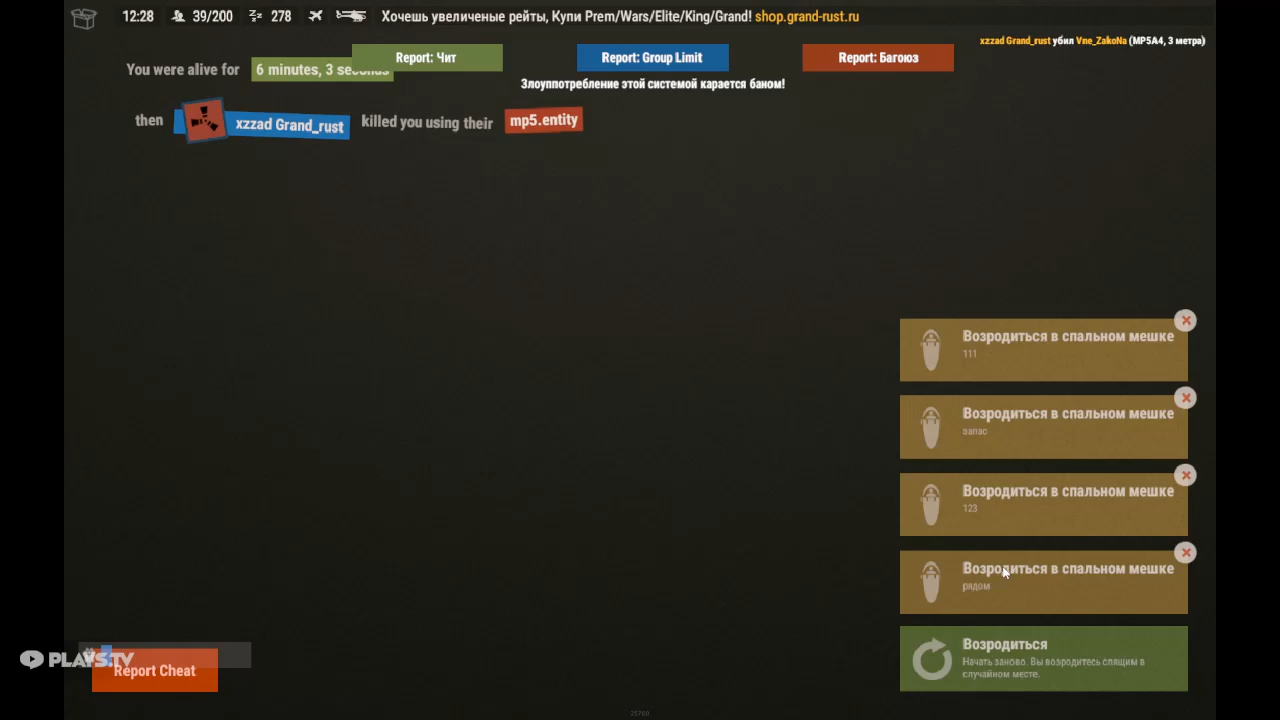 12:28 39/200 278 Хочешь увеличеные рейты, Купи Prem/Wars/Elite/King/Grand! shop.grand-rust.ru
xzzad Grand_rust убил Vne_ZakoNa (MP5A4, 3 метра)
Report: Чит Report: Group Limit Report: Багоюз
You were alive for 6 minutes, 3 seconds
Злоуппотребление этой системой карается баном!
then xzzad Grand_rust killed you using their mp5.entity
Возродиться в спальном мешке
111
Возродиться в спальном мешке
запас
Возродиться в спальном мешке
123
Возродиться в спальном мешке
рядом
Возродиться
Начать заново. Вы возродитесь спящим в
случайном месте.
PLAYS.TV
Report Cheat